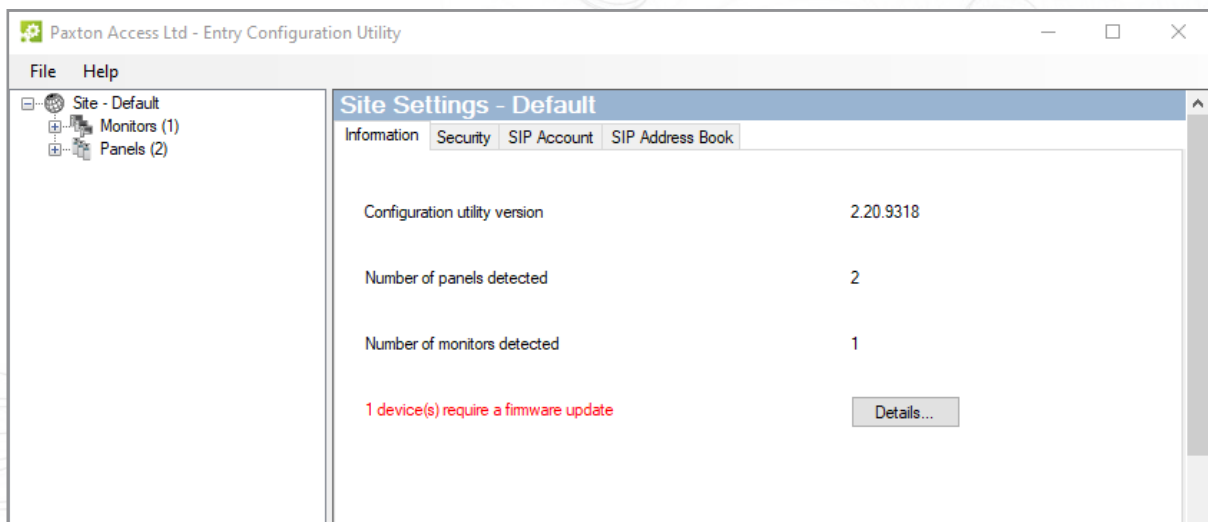 Paxton Access Ltd - Entry Configuration Utility
File Help
Site - Default
Monitors (1)
Panels (2)
Site Settings - Default
Information Security SIP Account SIP Address Book
Configuration utility version 2.20.9318
Number of panels detected 2
Number of monitors detected 1
1 device(s) require a firmware update Details...